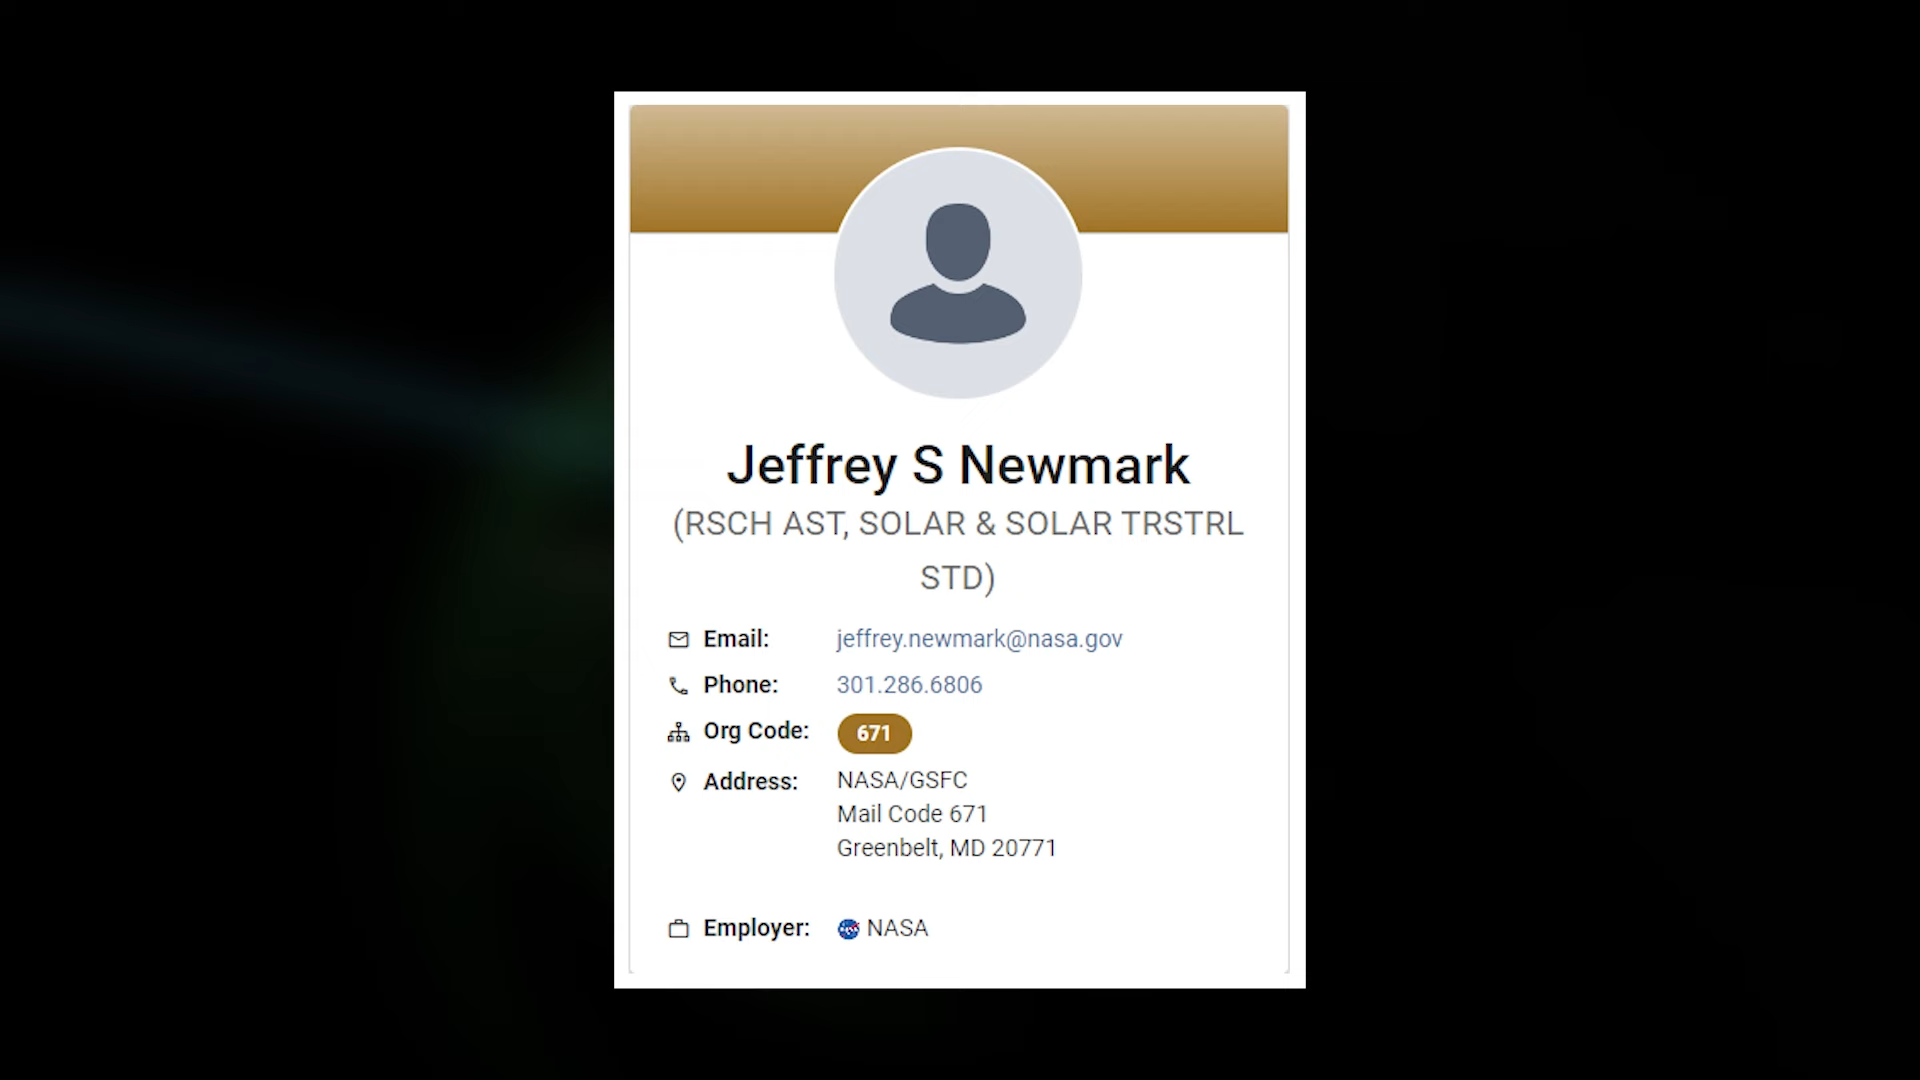 Jeffrey S Newmark
(RSCH AST, SOLAR & SOLAR TRSTRL
STD)
Email: jeffrey.newmark@nasa.gov
Phone: 301.286.6806
Org Code: 671
Address: NASA/GSFC
Mail Code 671
Greenbelt, MD 20771
Employer: NASA